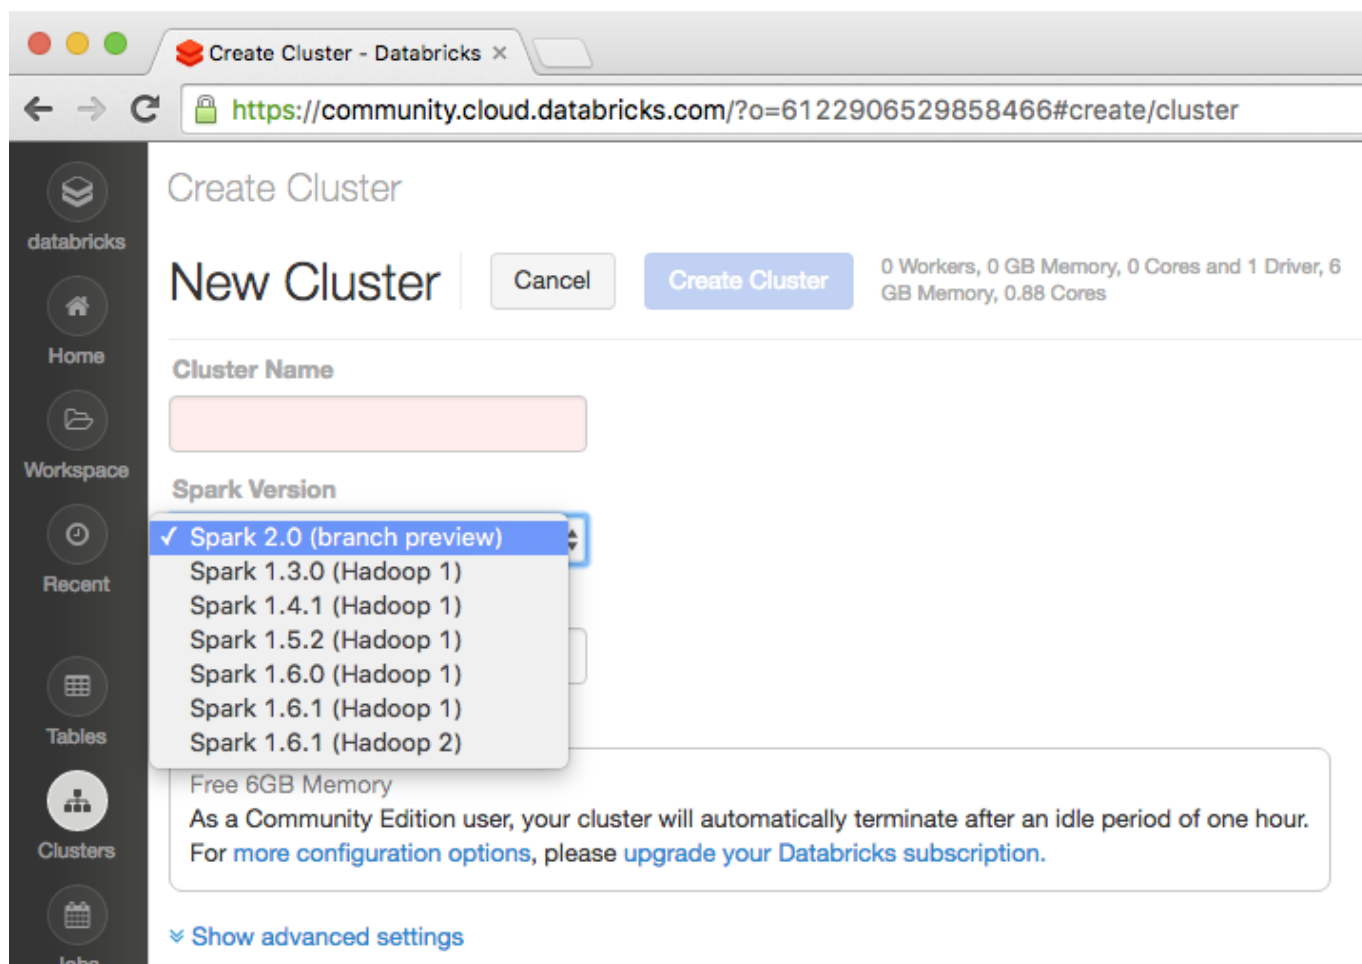 Create Cluster - Databricks ×
https://community.cloud.databricks.com/?o=6122906529858466#create/cluster
databricks
Home
Workspace
Recent
Tables
Clusters
Jobs
Create Cluster
New Cluster
Cancel
Create Cluster
0 Workers, 0 GB Memory, 0 Cores and 1 Driver, 6
GB Memory, 0.88 Cores
Cluster Name
Spark Version
✓ Spark 2.0 (branch preview)
Spark 1.3.0 (Hadoop 1)
Spark 1.4.1 (Hadoop 1)
Spark 1.5.2 (Hadoop 1)
Spark 1.6.0 (Hadoop 1)
Spark 1.6.1 (Hadoop 1)
Spark 1.6.1 (Hadoop 2)
Free 6GB Memory
As a Community Edition user, your cluster will automatically terminate after an idle period of one hour.
For more configuration options, please upgrade your Databricks subscription.
Show advanced settings